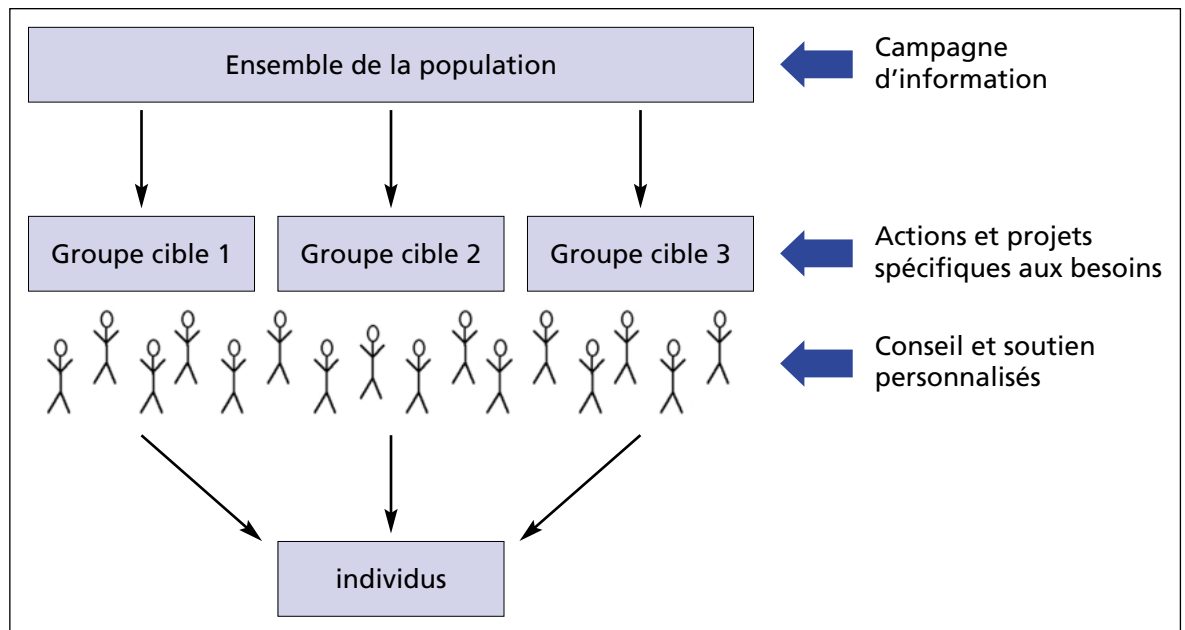 Ensemble de la population
Campagne
d’information
Groupe cible 1
Groupe cible 2
Groupe cible 3
Actions et projets
spécifiques aux besoins
Conseil et soutien
personnalisés
individus